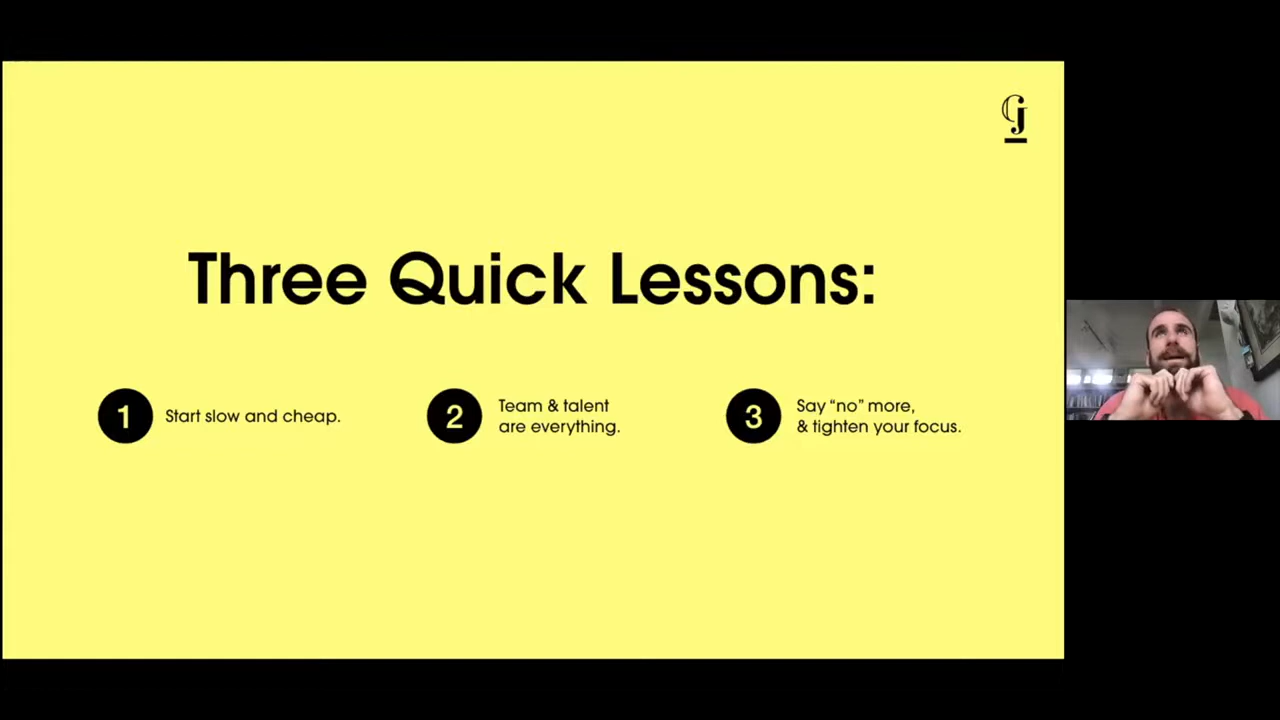 Gj
Three Quick Lessons:
1
Start slow and cheap.
2
Team & talent
are everything.
3
Say “no” more,
& tighten your focus.